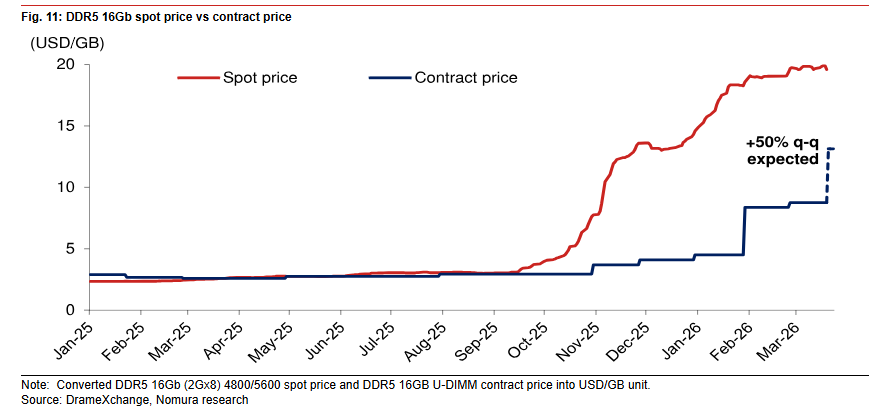 Fig. 11: DDR5 16Gb spot price vs contract price
(USD/GB)
20
15
10
5
0
Spot price
Contract price
+50% q-q
expected
Jan-25
Feb-25
Mar-25
Apr-25
May-25
Jun-25
Jul-25
Aug-25
Sep-25
Oct-25
Nov-25
Dec-25
Jan-26
Feb-26
Mar-26
Note: Converted DDR5 16Gb (2Gx8) 4800/5600 spot price and DDR5 16GB U-DIMM contract price into USD/GB unit.
Source: DrameXchange, Nomura research